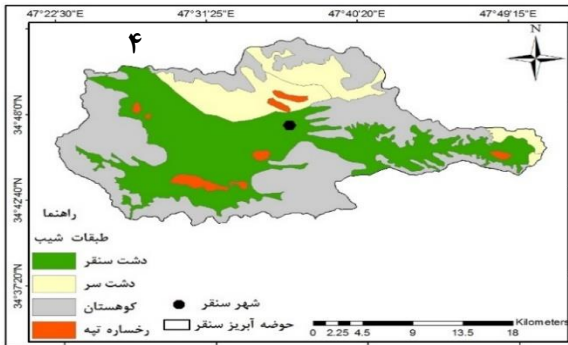 47°22'30"E 47°31'25"E 47°40'20"E 47°49'15"E
۴
N
34°48'0"N
34°42'40"N
34°37'20"N
راهنما
طبقات شیب
دشت سنقر
دشت سر
کوهستان
رخساره تپه
شهر سنقر
حوضه آبریز سنقر
Kilometers
0 2.25 4.5 9 13.5 18